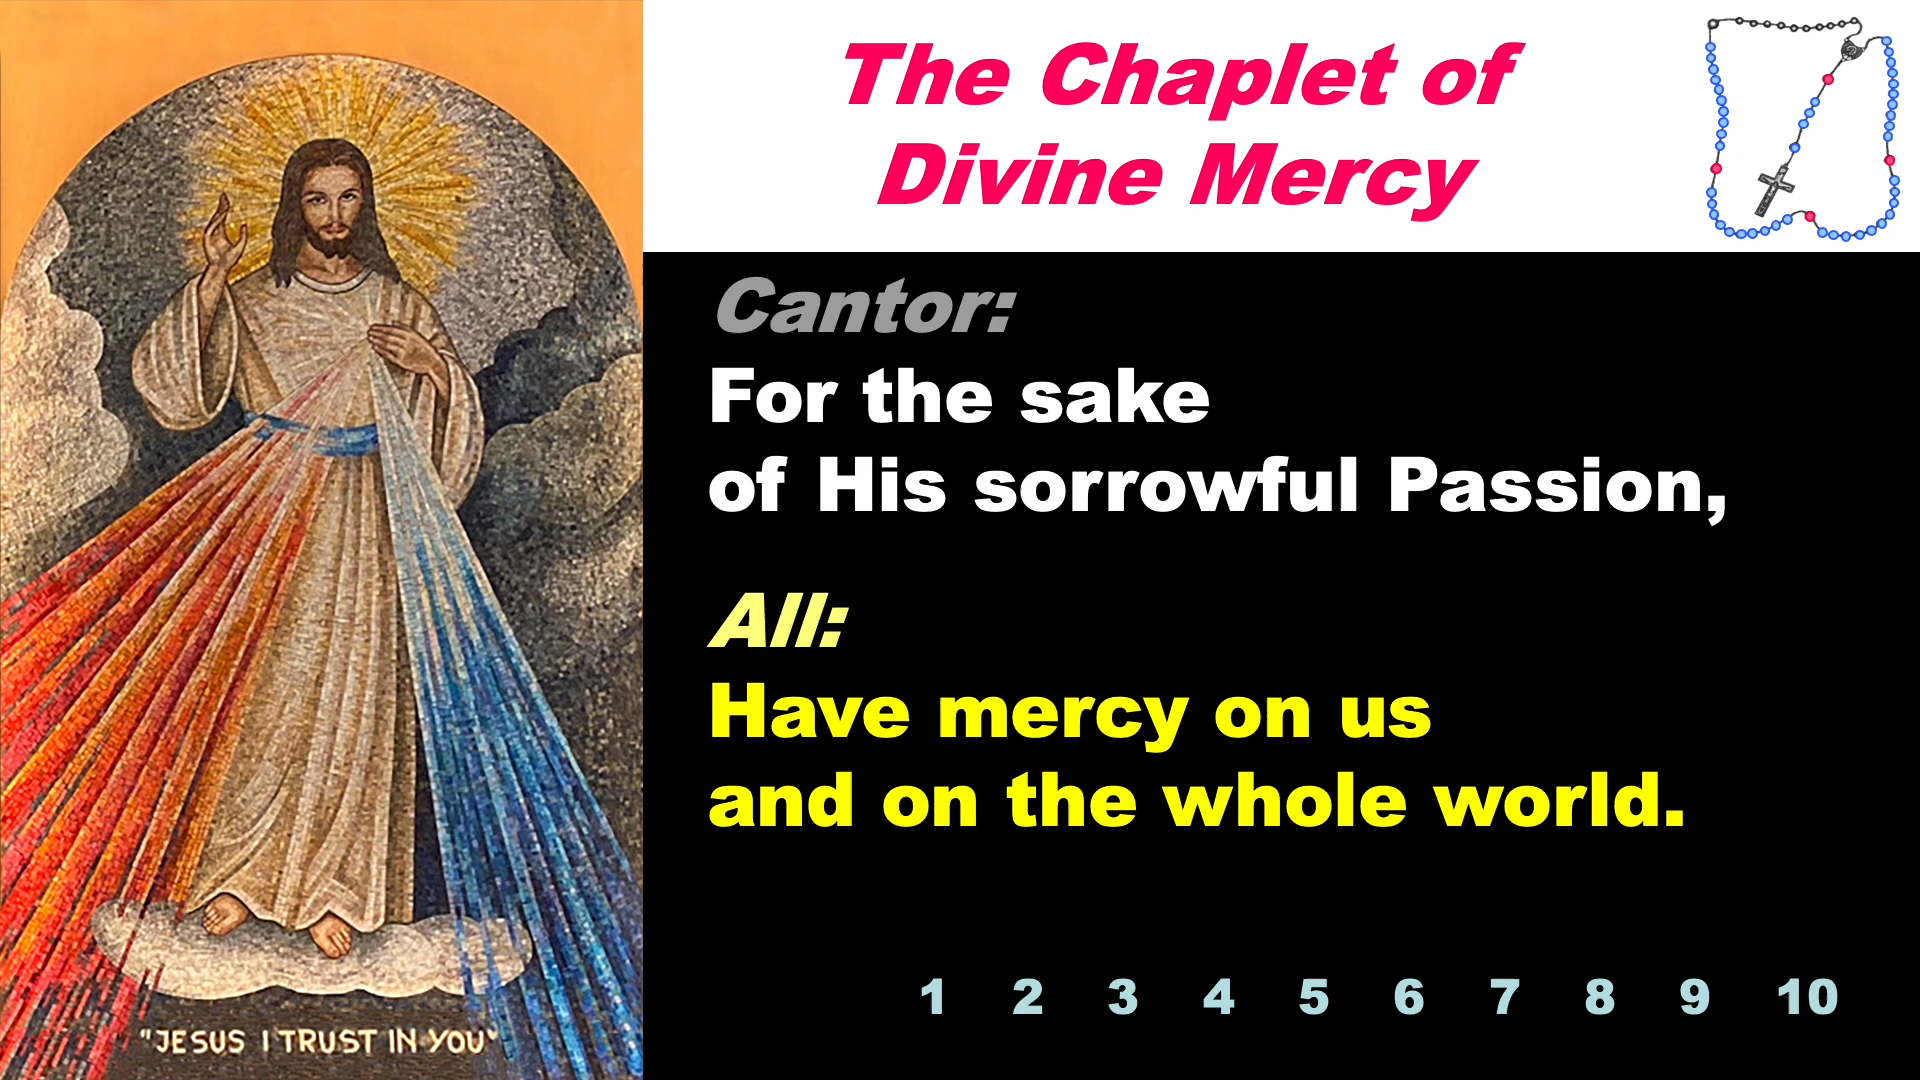 The Chaplet of
Divine Mercy
Cantor:
For the sake
of His sorrowful Passion,
All:
Have mercy on us
and on the whole world.
1 2 3 4 5 6 7 8 9 10
"JESUS I TRUST IN YOU"